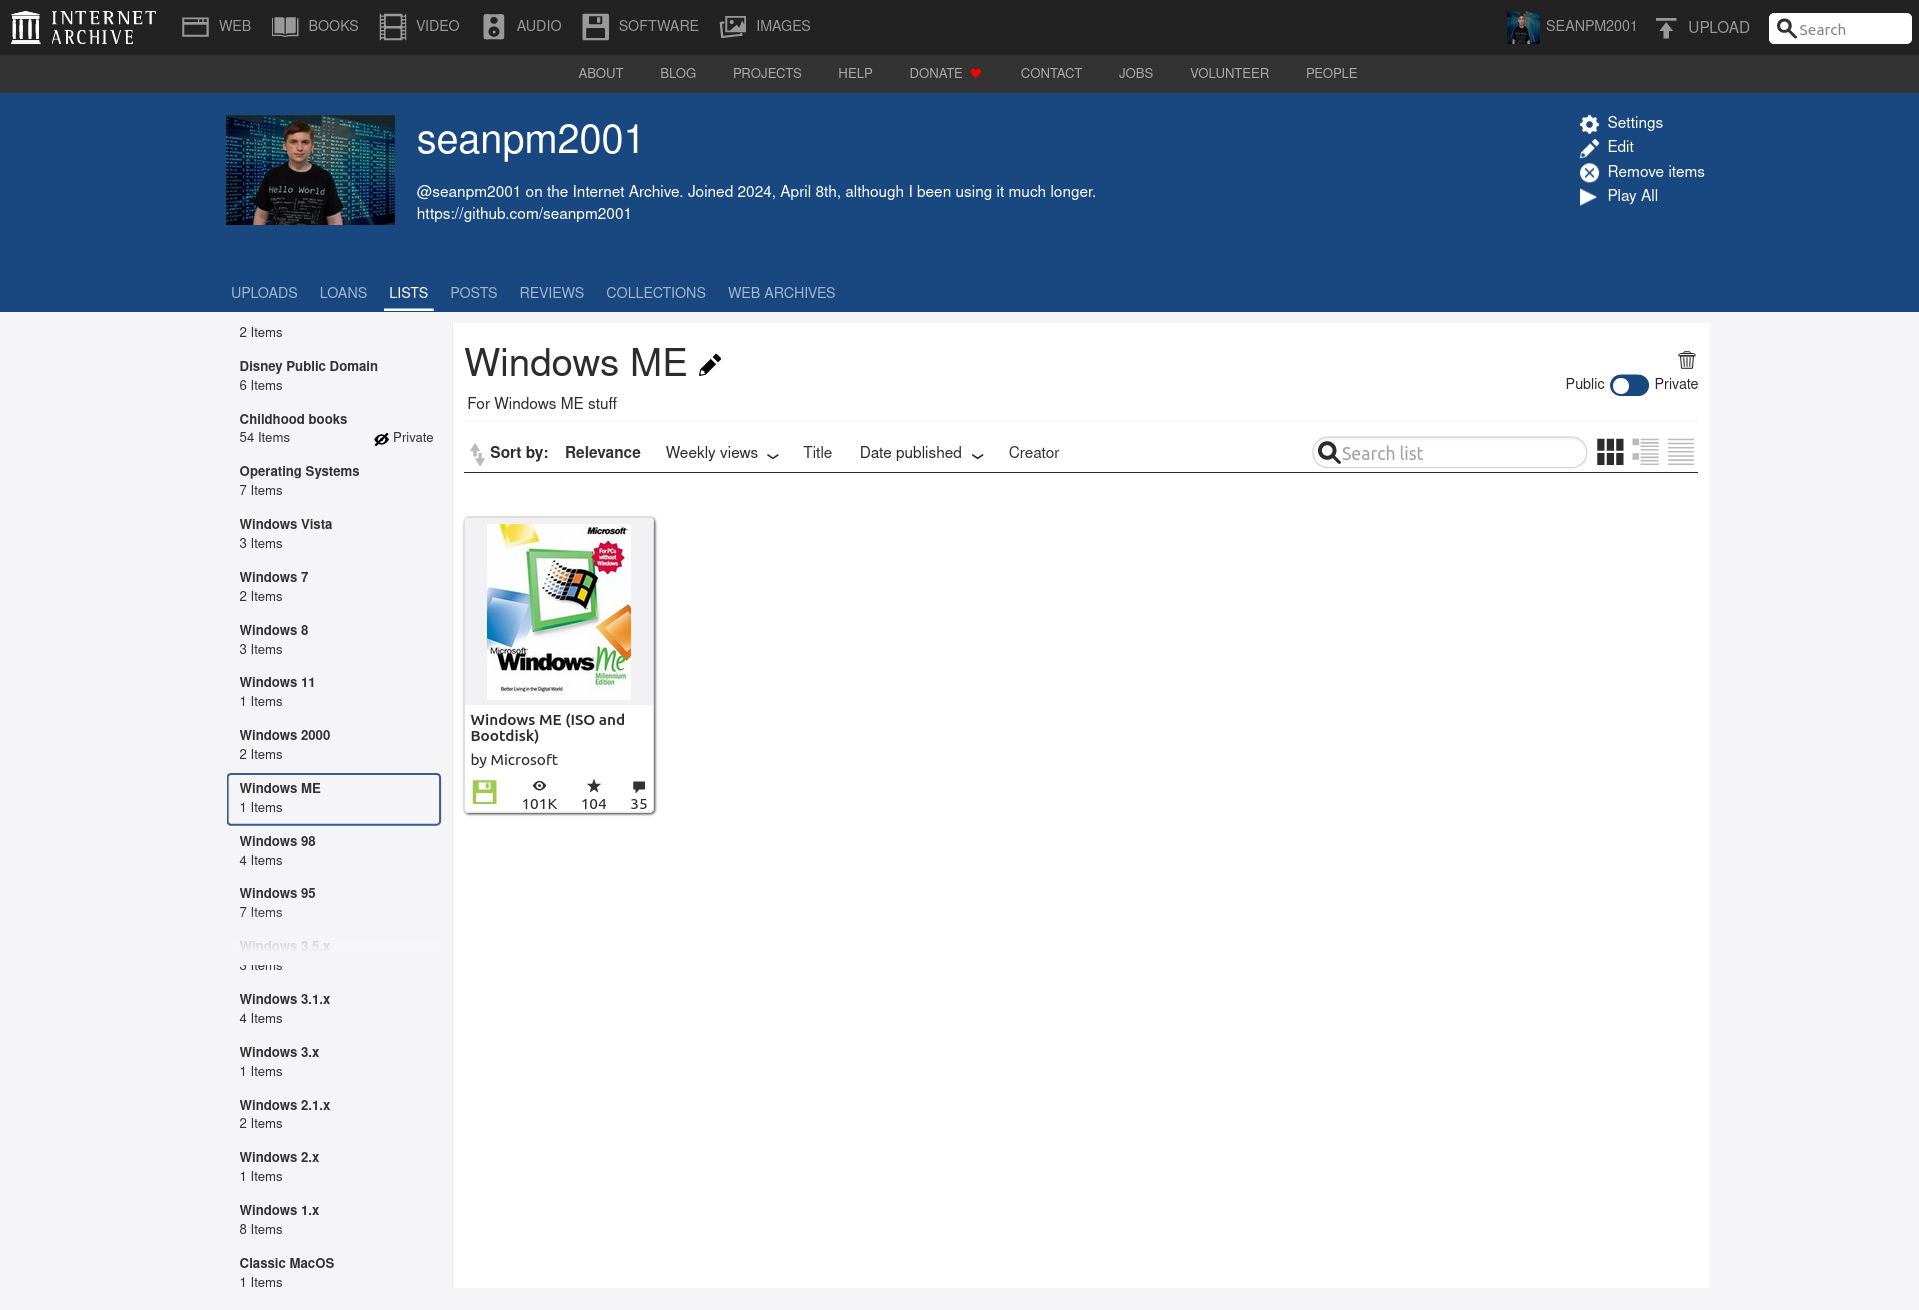 INTERNET ARCHIVE
WEB BOOKS VIDEO AUDIO SOFTWARE IMAGES SEANPM2001 UPLOAD Search
ABOUT BLOG PROJECTS HELP DONATE CONTACT JOBS VOLUNTEER PEOPLE
Hello World
seanpm2001
@seanpm2001 on the Internet Archive. Joined 2024, April 8th, although I been using it much longer.
https://github.com/seanpm2001
Settings
Edit
Remove items
Play All
UPLOADS LOANS LISTS POSTS REVIEWS COLLECTIONS WEB ARCHIVES
2 Items
Disney Public Domain
6 Items
Childhood books
54 Items Private
Operating Systems
7 Items
Windows Vista
3 Items
Windows 7
2 Items
Windows 8
3 Items
Windows 11
1 Items
Windows 2000
2 Items
Windows ME
1 Items
Windows 98
4 Items
Windows 95
7 Items
Windows 3.5.x
3 Items
Windows 3.1.x
4 Items
Windows 3.x
1 Items
Windows 2.1.x
2 Items
Windows 2.x
1 Items
Windows 1.x
8 Items
Classic MacOS
1 Items
Windows ME
Public Private
For Windows ME stuff
Sort by: Relevance Weekly views Title Date published Creator Search list
Microsoft
For PCs
without
Windows
Microsoft
Windows Me
Millennium
Edition
Better Living in the Digital World
Windows ME (ISO and
Bootdisk)
by Microsoft
101K 104 35